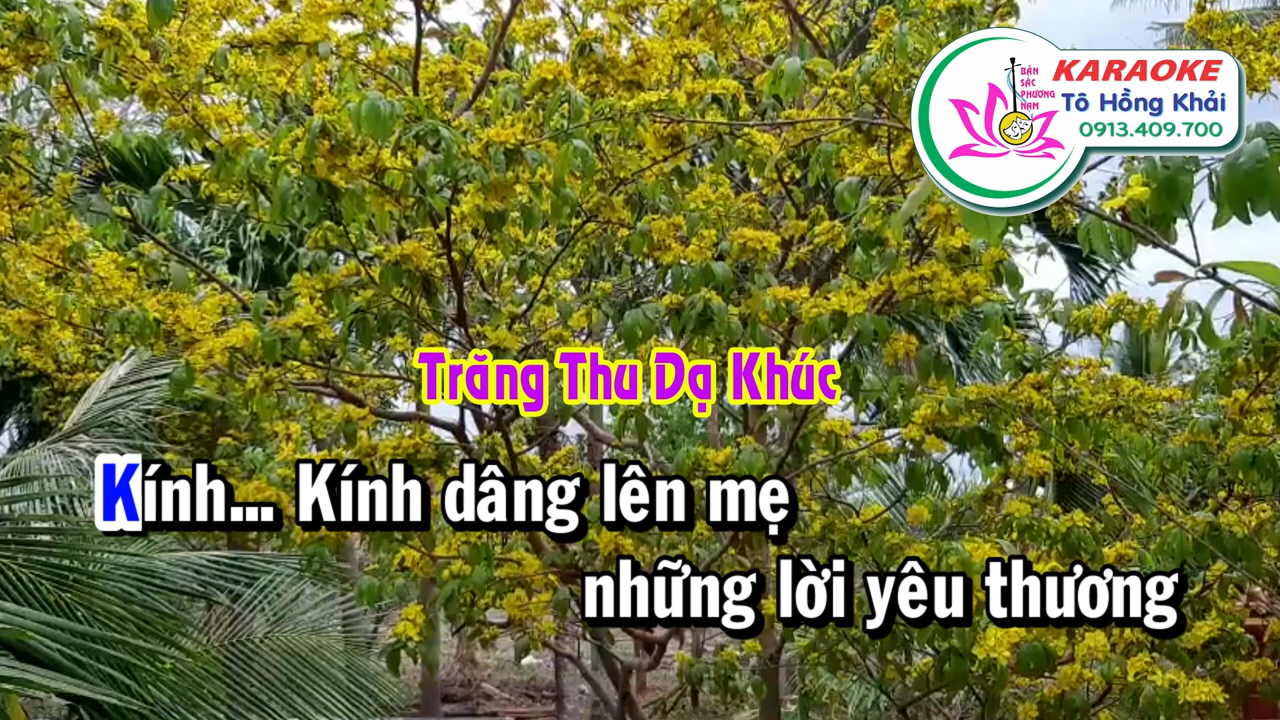 BẢN
SẮC
PHƯƠNG
NAM
KARAOKE
Tô Hồng Khải
0913.409.700
Trăng Thu Dạ Khúc
Kính... Kính dâng lên mẹ
những lời yêu thương